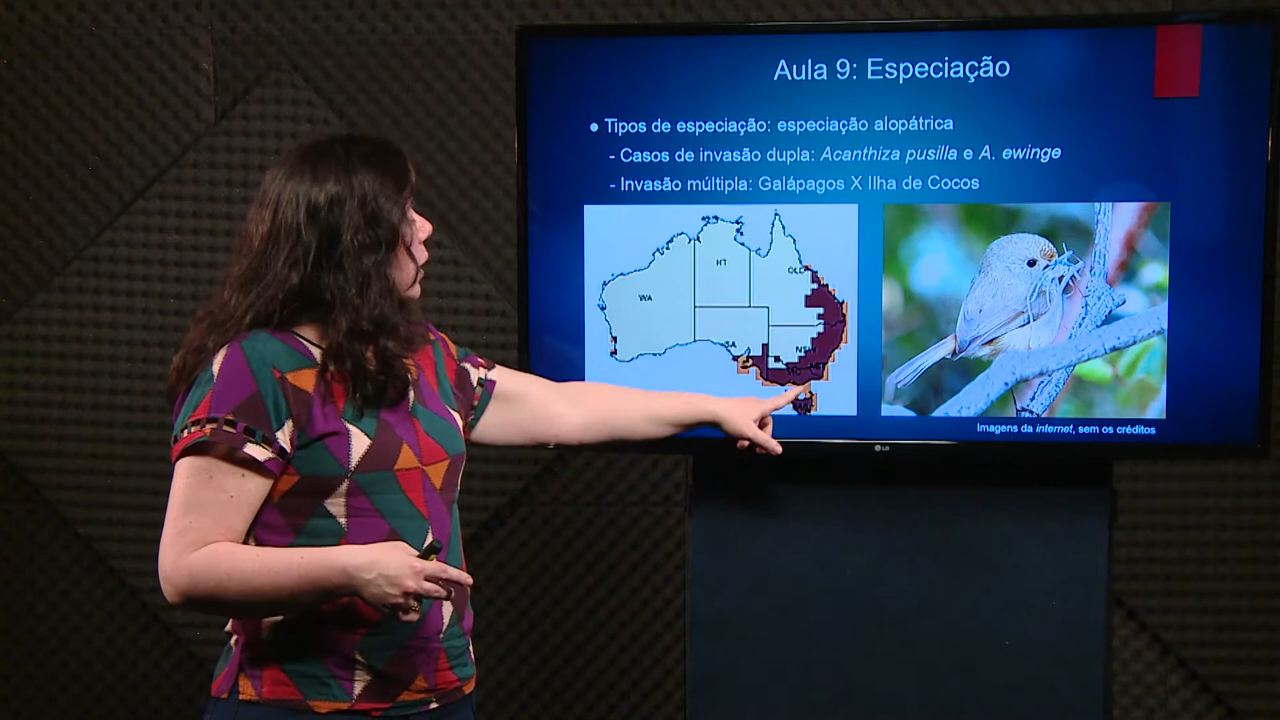 Aula 9: Especiação
● Tipos de especiação: especiação alopátrica
- Casos de invasão dupla: Acanthiza pusilla e A. ewinge
- Invasão múltipla: Galápagos X Ilha de Cocos
NT
QLD
WA
SA
NSW
VIC
Imagens da internet, sem os créditos
LG